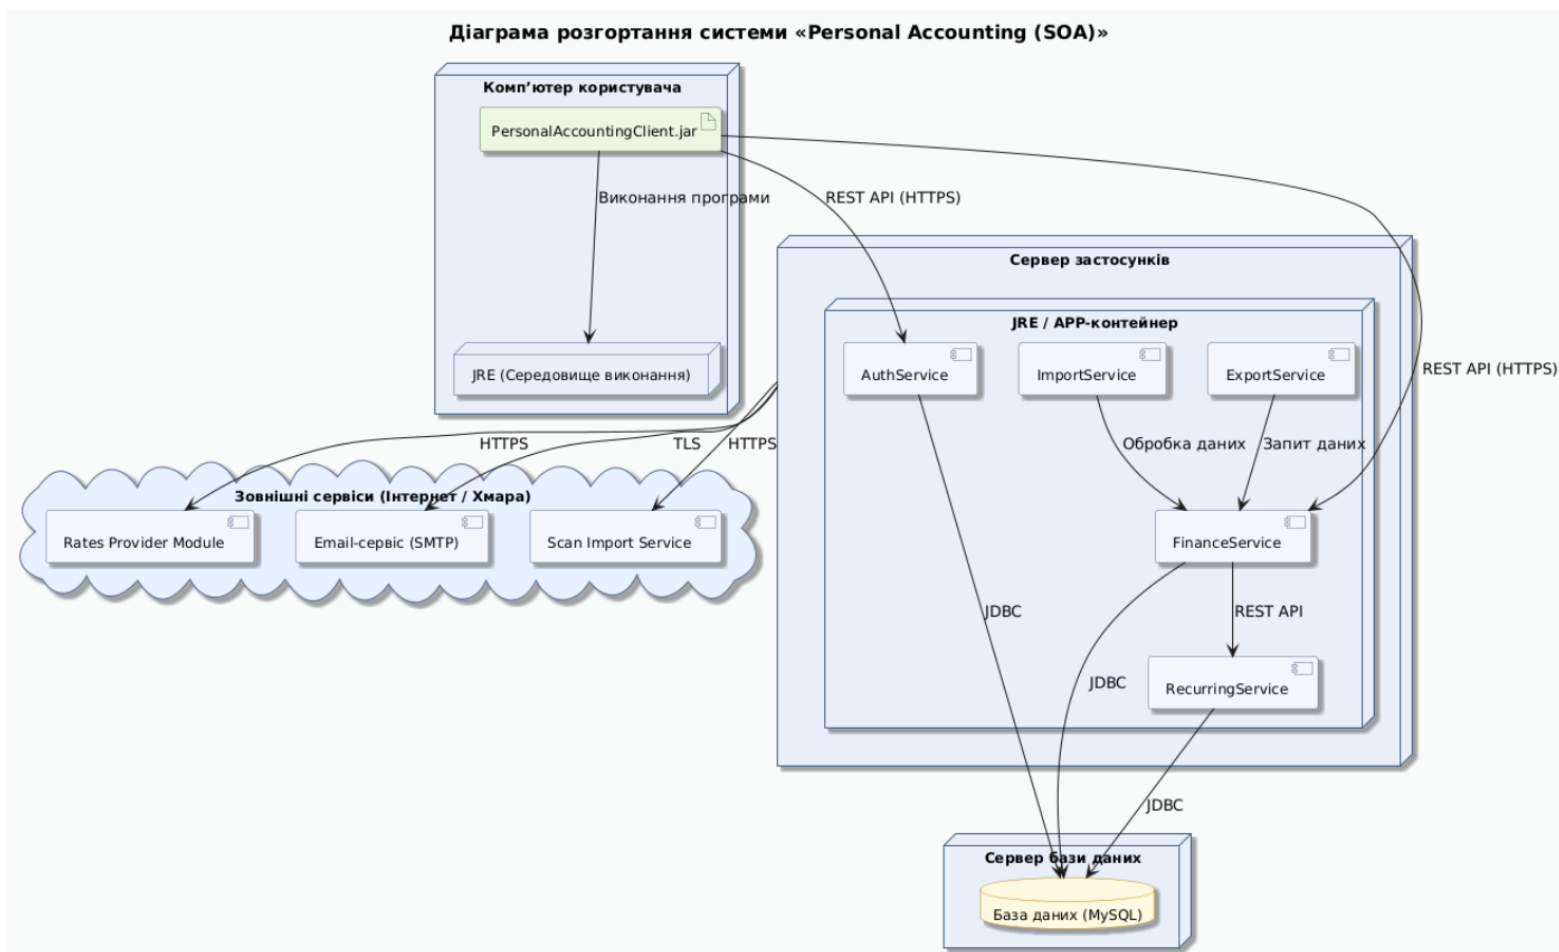 Діаграма розгортання системи «Personal Accounting (SOA)»
Комп’ютер користувача
PersonalAccountingClient.jar
Виконання програми
REST API (HTTPS)
Сервер застосунків
JRE / APP-контейнер
JRE (Середовище виконання)
AuthService
ImportService
ExportService
REST API (HTTPS)
HTTPS
TLS
HTTPS
Обробка даних
Запит даних
Зовнішні сервіси (Інтернет / Хмара)
Rates Provider Module
Email-сервіс (SMTP)
Scan Import Service
FinanceService
JDBC
REST API
JDBC
RecurringService
JDBC
Сервер бази даних
База даних (MySQL)